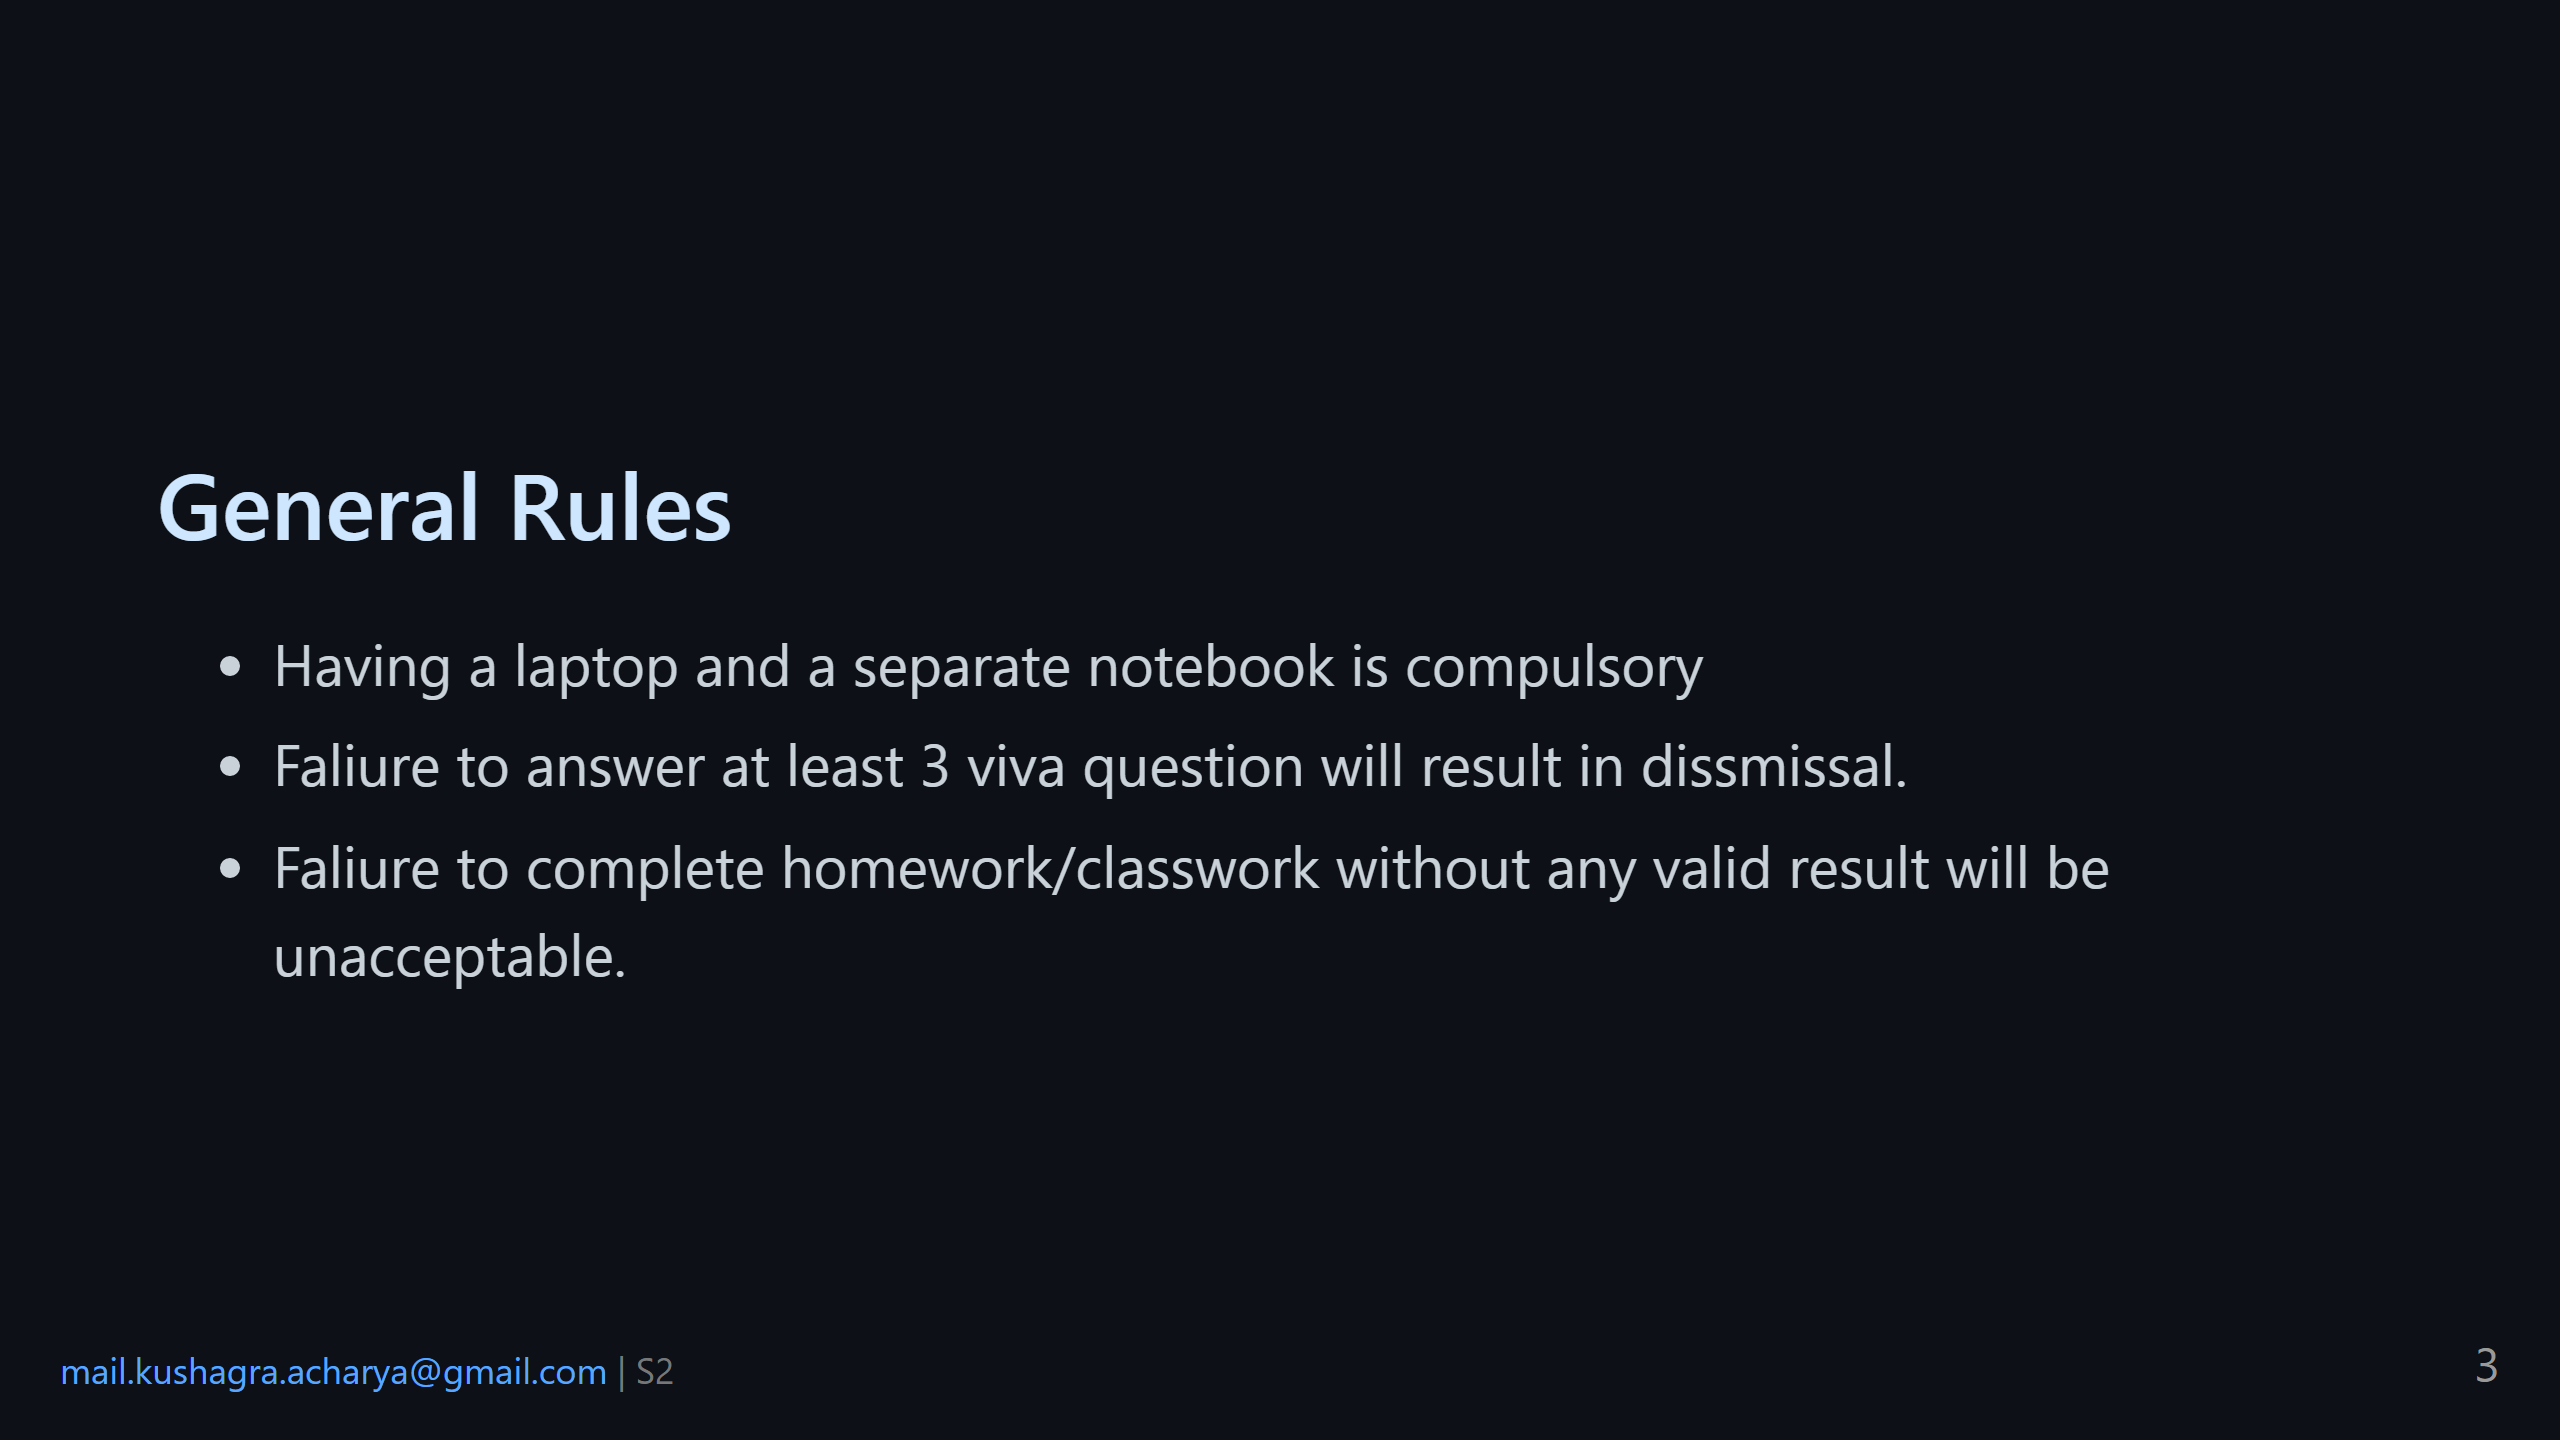 General Rules
• Having a laptop and a separate notebook is compulsory
• Faliure to answer at least 3 viva question will result in dissmissal.
• Faliure to complete homework/classwork without any valid result will be
unacceptable.
mail.kushagra.acharya@gmail.com | S2
3